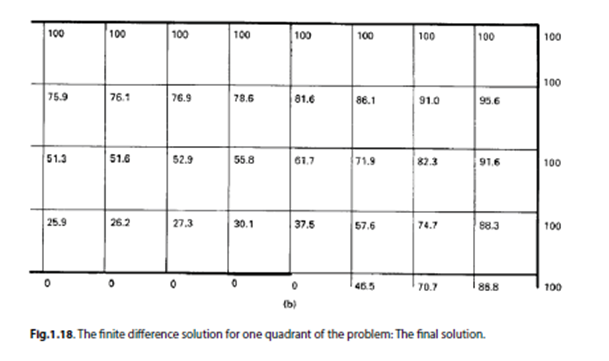 100 100 100 100 100 100 100 100 100
100
75.9 76.1 76.9 78.6 81.6 86.1 91.0 95.6
51.3 51.6 52.9 55.8 61.7 71.9 82.3 91.6 100
25.9 26.2 27.3 30.1 37.5 57.6 74.7 88.3 100
0 0 0 0 0 46.5 70.7 86.8 100
(b)
Fig.1.18. The finite difference solution for one quadrant of the problem: The final solution.